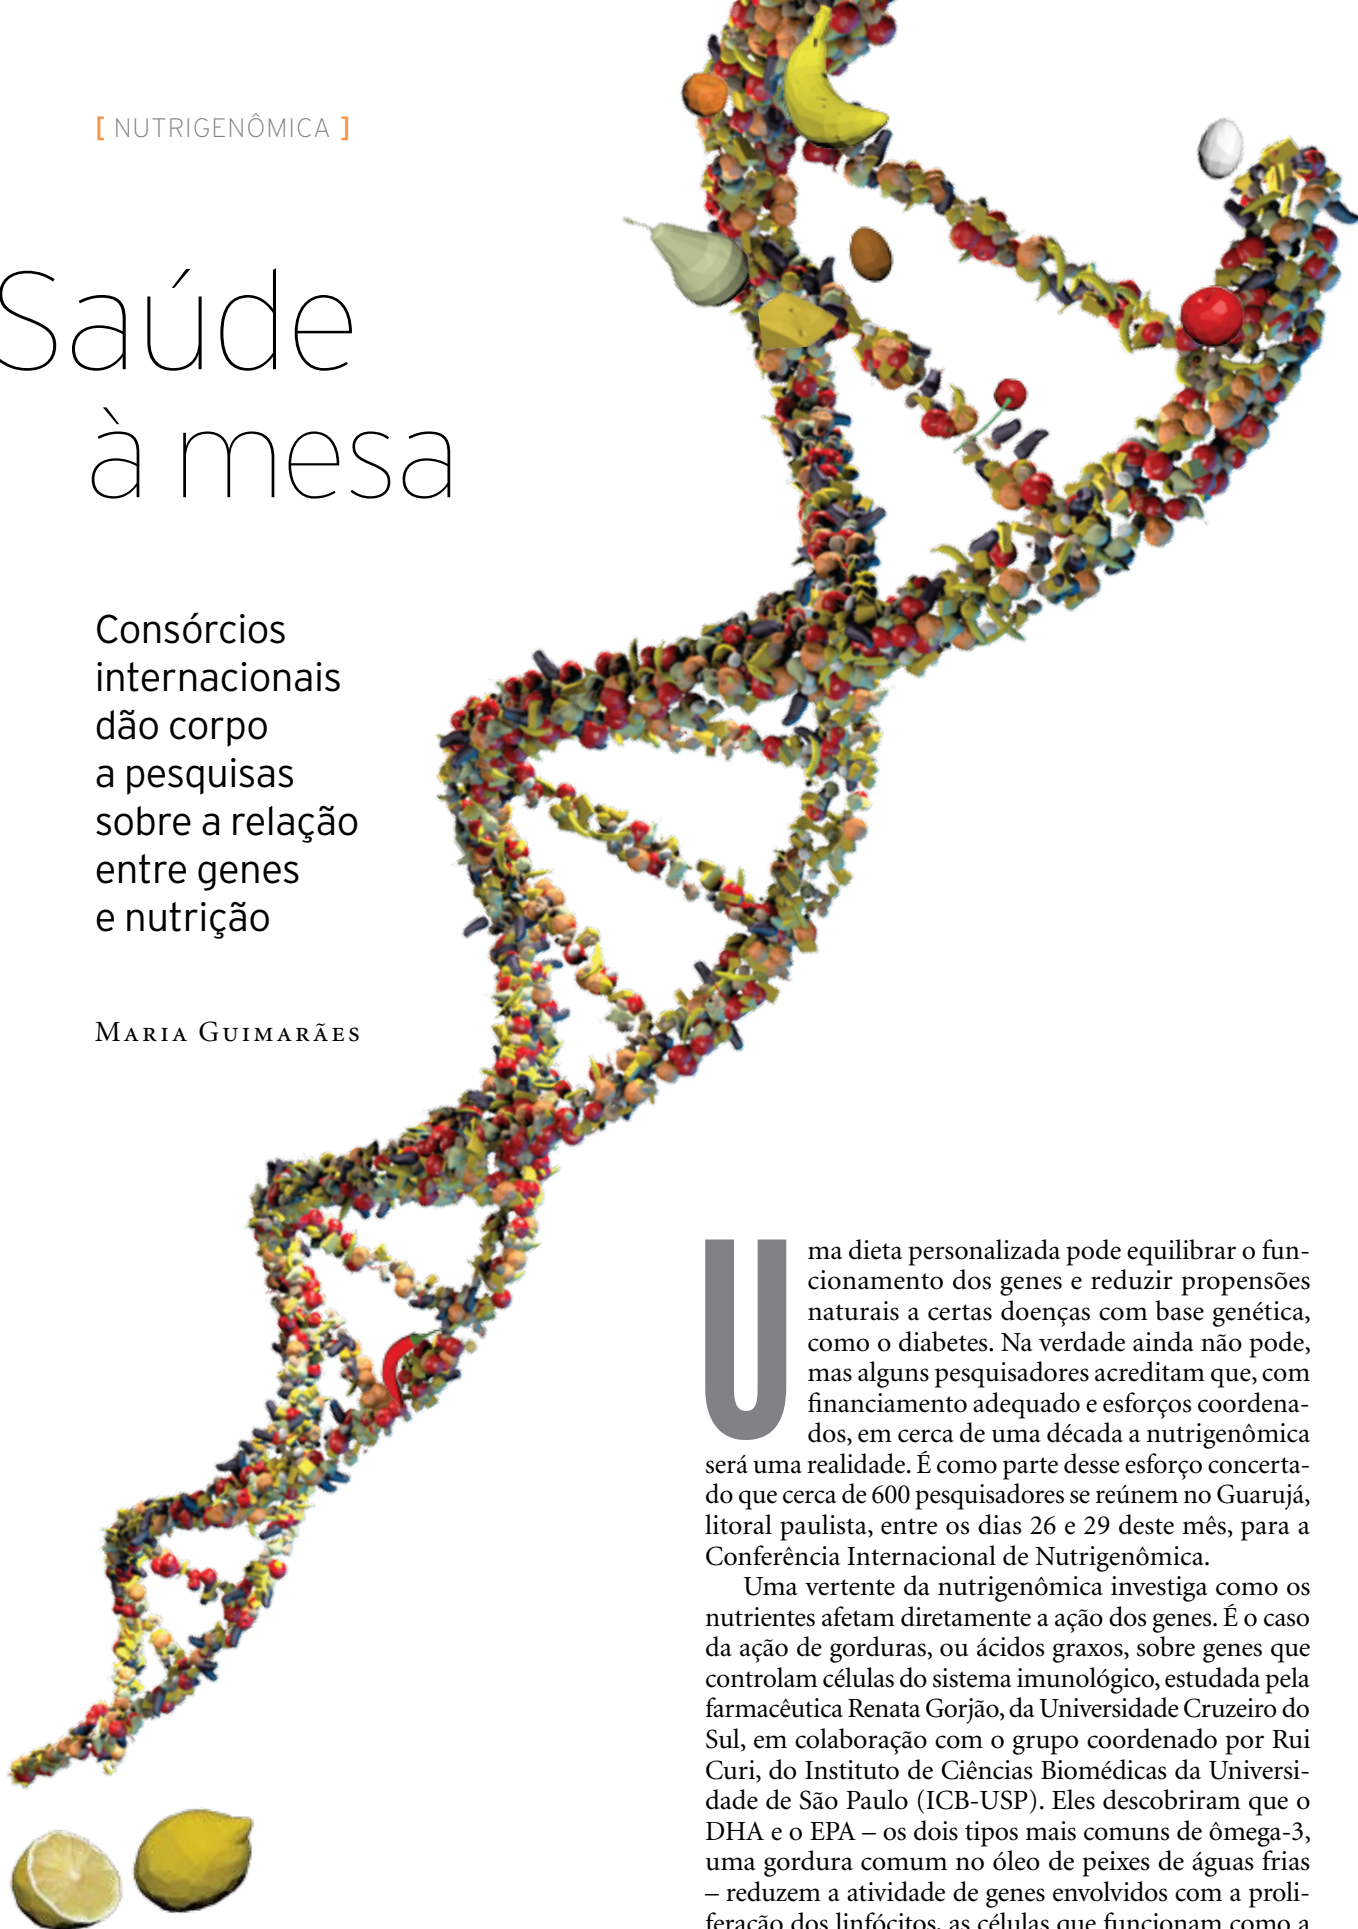 [ NUTRIGENÔMICA ]
Saúde
à mesa
Consórcios
internacionais
dão corpo
a pesquisas
sobre a relação
entre genes
e nutrição
Maria Guimarães
Uma dieta personalizada pode equilibrar o fun-
cionamento dos genes e reduzir propensões
naturais a certas doenças com base genética,
como o diabetes. Na verdade ainda não pode,
mas alguns pesquisadores acreditam que, com
financiamento adequado e esforços coordena-
dos, em cerca de uma década a nutrigenômica
será uma realidade. É como parte desse esforço concerta-
do que cerca de 600 pesquisadores se reúnem no Guarujá,
litoral paulista, entre os dias 26 e 29 deste mês, para a
Conferência Internacional de Nutrigenômica.
Uma vertente da nutrigenômica investiga como os
nutrientes afetam diretamente a ação dos genes. É o caso
da ação de gorduras, ou ácidos graxos, sobre genes que
controlam células do sistema imunológico, estudada pela
farmacêutica Renata Gorjão, da Universidade Cruzeiro do
Sul, em colaboração com o grupo coordenado por Rui
Curi, do Instituto de Ciências Biomédicas da Universi-
dade de São Paulo (ICB-USP). Eles descobriram que o
DHA e o EPA – os dois tipos mais comuns de ômega-3,
uma gordura comum no óleo de peixes de águas frias
– reduzem a atividade de genes envolvidos com a proli-
feração dos linfócitos, as células que funcionam como a